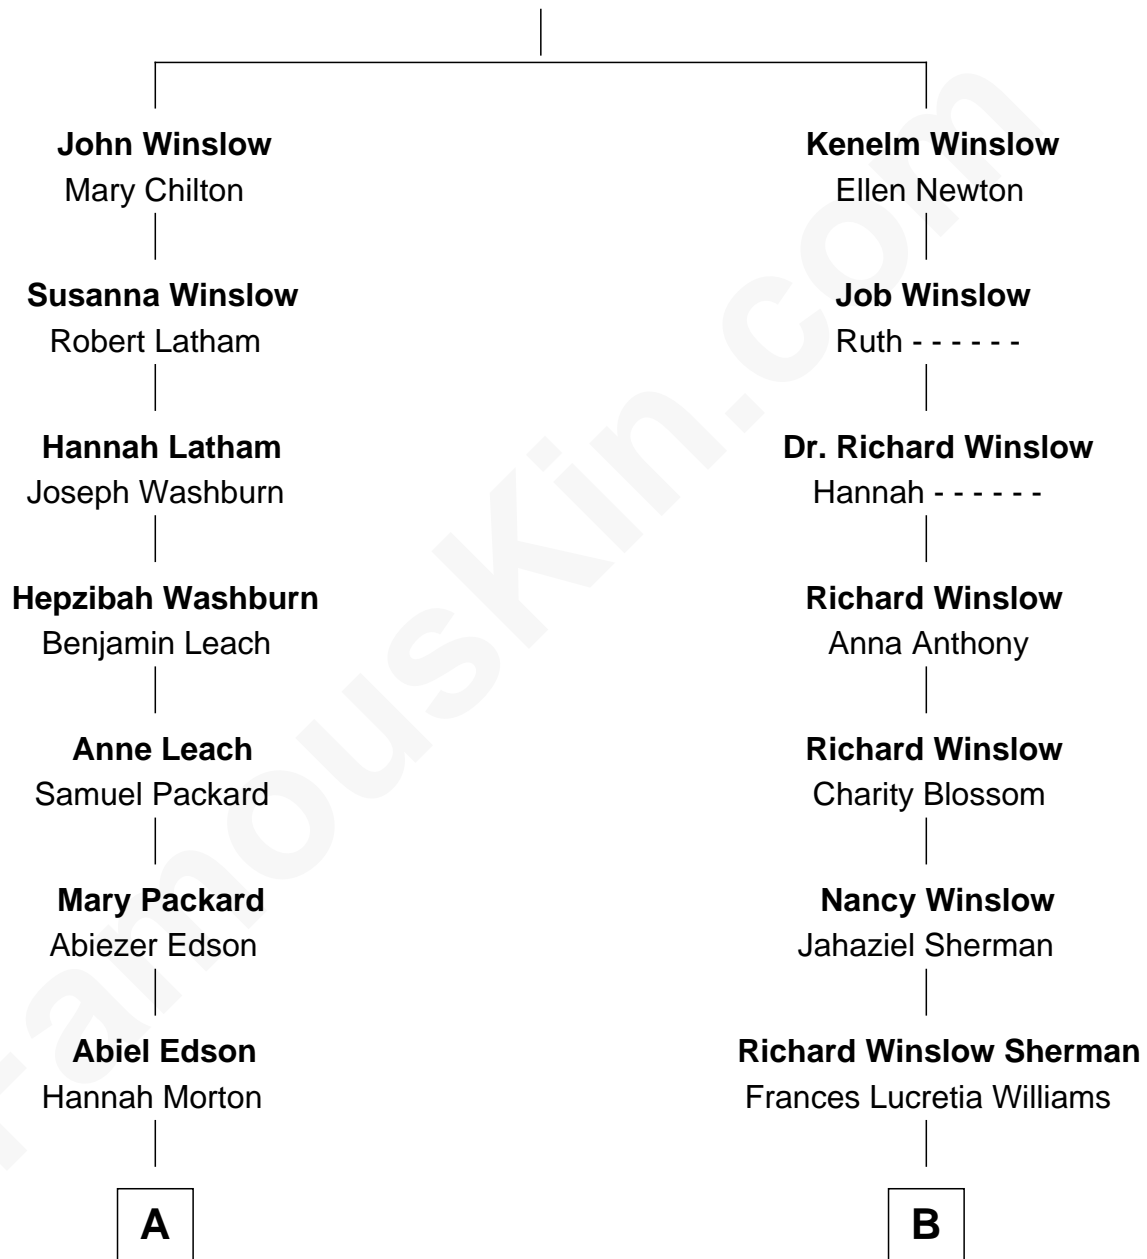 John Winslow
Mary Chilton
Susanna Winslow
Robert Latham
Hannah Latham
Joseph Washburn
Hepzibah Washburn
Benjamin Leach
Anne Leach
Samuel Packard
Mary Packard
Abiezer Edson
Abiel Edson
Hannah Morton
A
Kenelm Winslow
Ellen Newton
Job Winslow
Ruth - - - - - -
Dr. Richard Winslow
Hannah - - - - - -
Richard Winslow
Anna Anthony
Richard Winslow
Charity Blossom
Nancy Winslow
Jahaziel Sherman
Richard Winslow Sherman
Frances Lucretia Williams
B
FamousKin.com